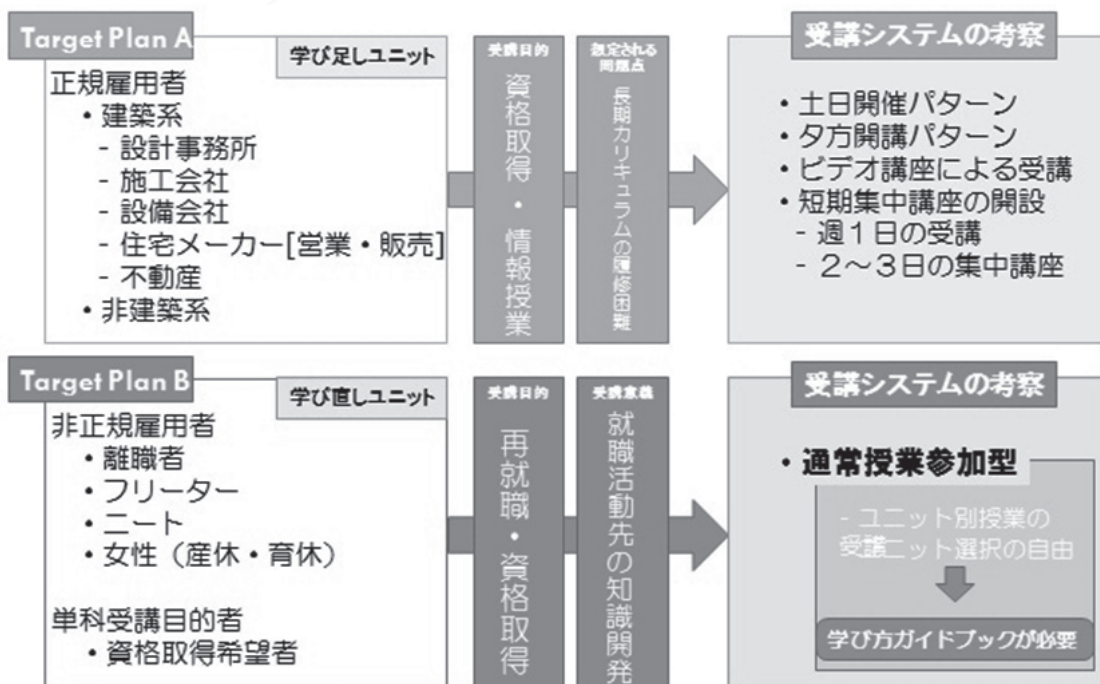 Target Plan A
学び足しユニット
正規雇用者
・建築系
- 設計事務所
- 施工会社
- 設備会社
- 住宅メーカー[営業・販売]
- 不動産
・非建築系
受講目的
資格取得・情報授業
想定される
問題点
長期カリキュラムの履修困難
受講システムの考察
・土日開催パターン
・夕方開講パターン
・ビデオ講座による受講
・短期集中講座の開設
- 週1日の受講
- 2～3日の集中講座
Target Plan B
学び直しユニット
非正規雇用者
・離職者
・フリーター
・ニート
・女性（産休・育休）
単科受講目的者
・資格取得希望者
受講目的
再就職・資格取得
受講意義
就職活動先の知識開発
受講システムの考察
・通常授業参加型
- ユニット別授業の
受講ニット選択の自由
学び方ガイドブックが必要